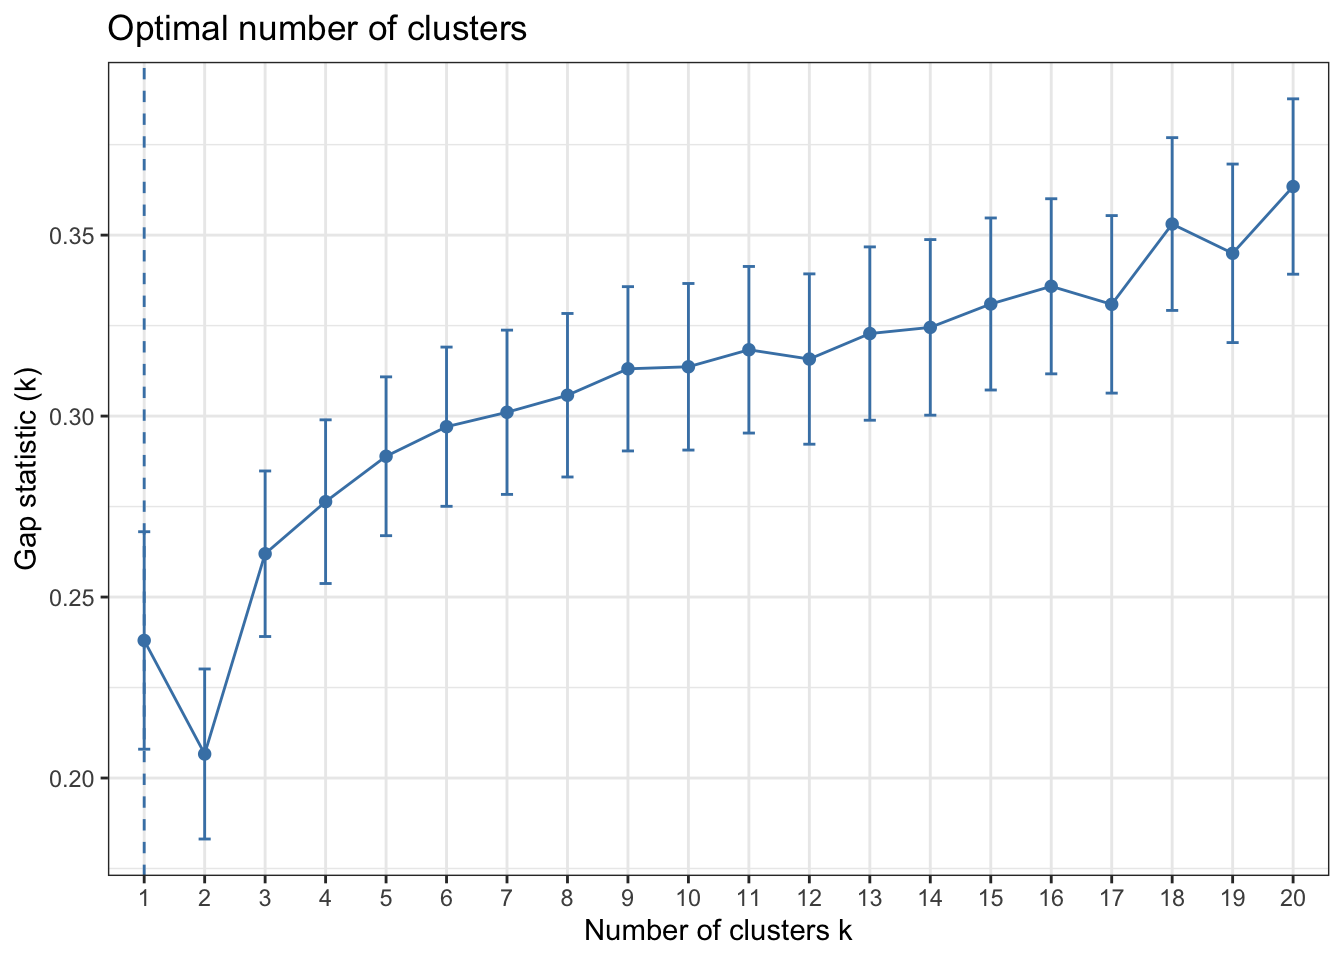 Optimal number of clusters
Gap statistic (k)
0.35
0.30
0.25
0.20
1 2 3 4 5 6 7 8 9 10 11 12 13 14 15 16 17 18 19 20
Number of clusters k